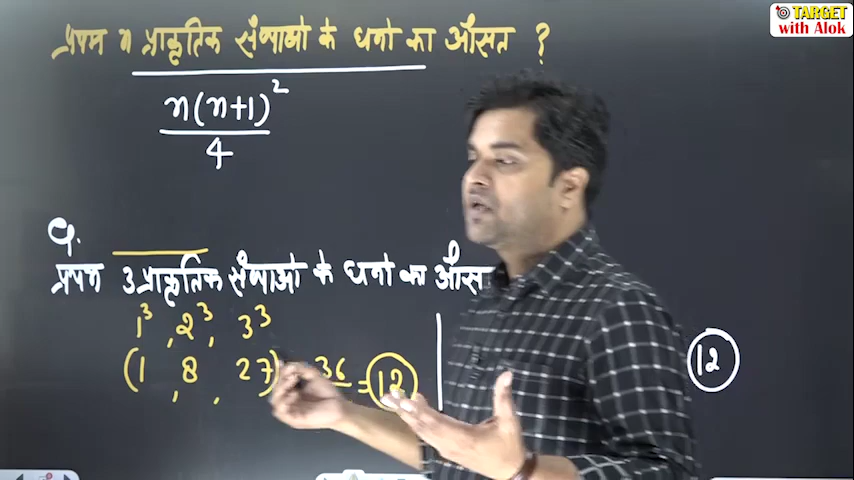 TARGET
with Alok
प्रथम n प्राकृतिक संख्याओ के घनो का औसत ?
n(n+1)²
4
Q.
प्रथम 3 प्राकृतिक संख्याओ के घनो का
1³, 2³, 3³
(1, 8, 27) 36 = 12
12